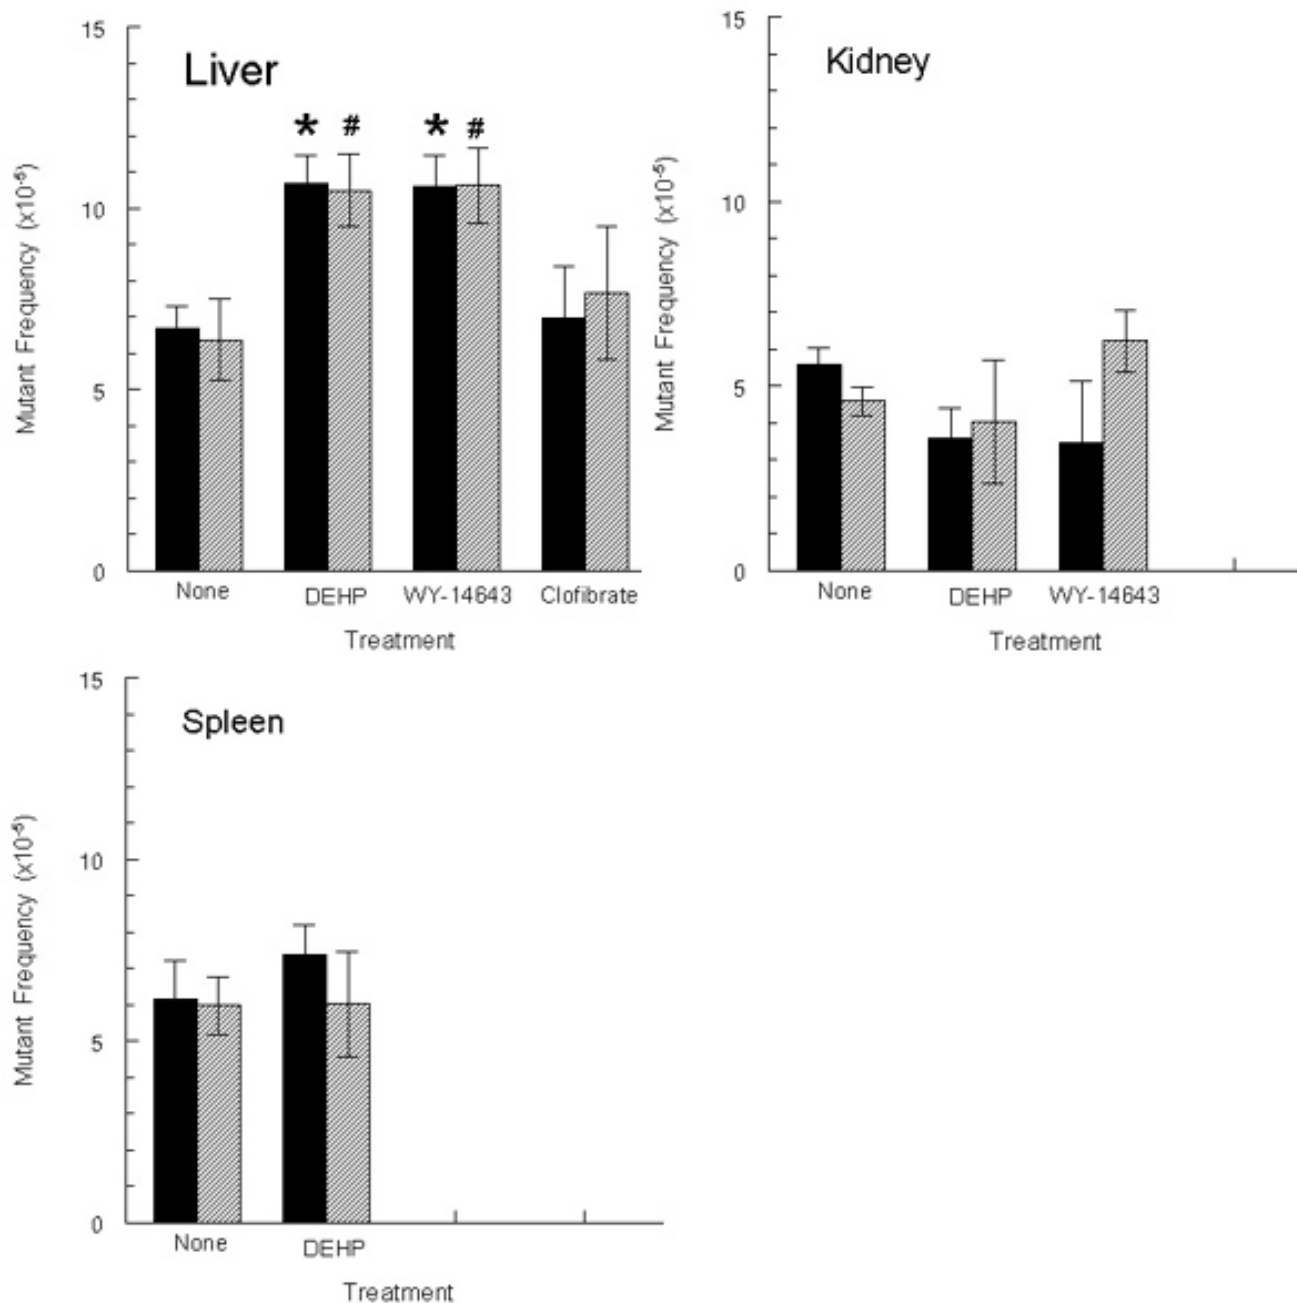 Liver
Mutant Frequency (x10⁻⁵)
15
10
5
0
* # * #
None DEHP WY-14643 Clofibrate
Treatment
Kidney
Mutant Frequency (x10⁻⁵)
15
10
5
0
None DEHP WY-14643
Treatment
Spleen
Mutant Frequency (x10⁻⁵)
15
10
5
0
None DEHP
Treatment